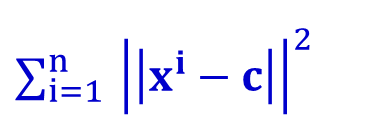 ∑ⁿᵢ₌₁ ||𝐱ⁱ − 𝐜||²